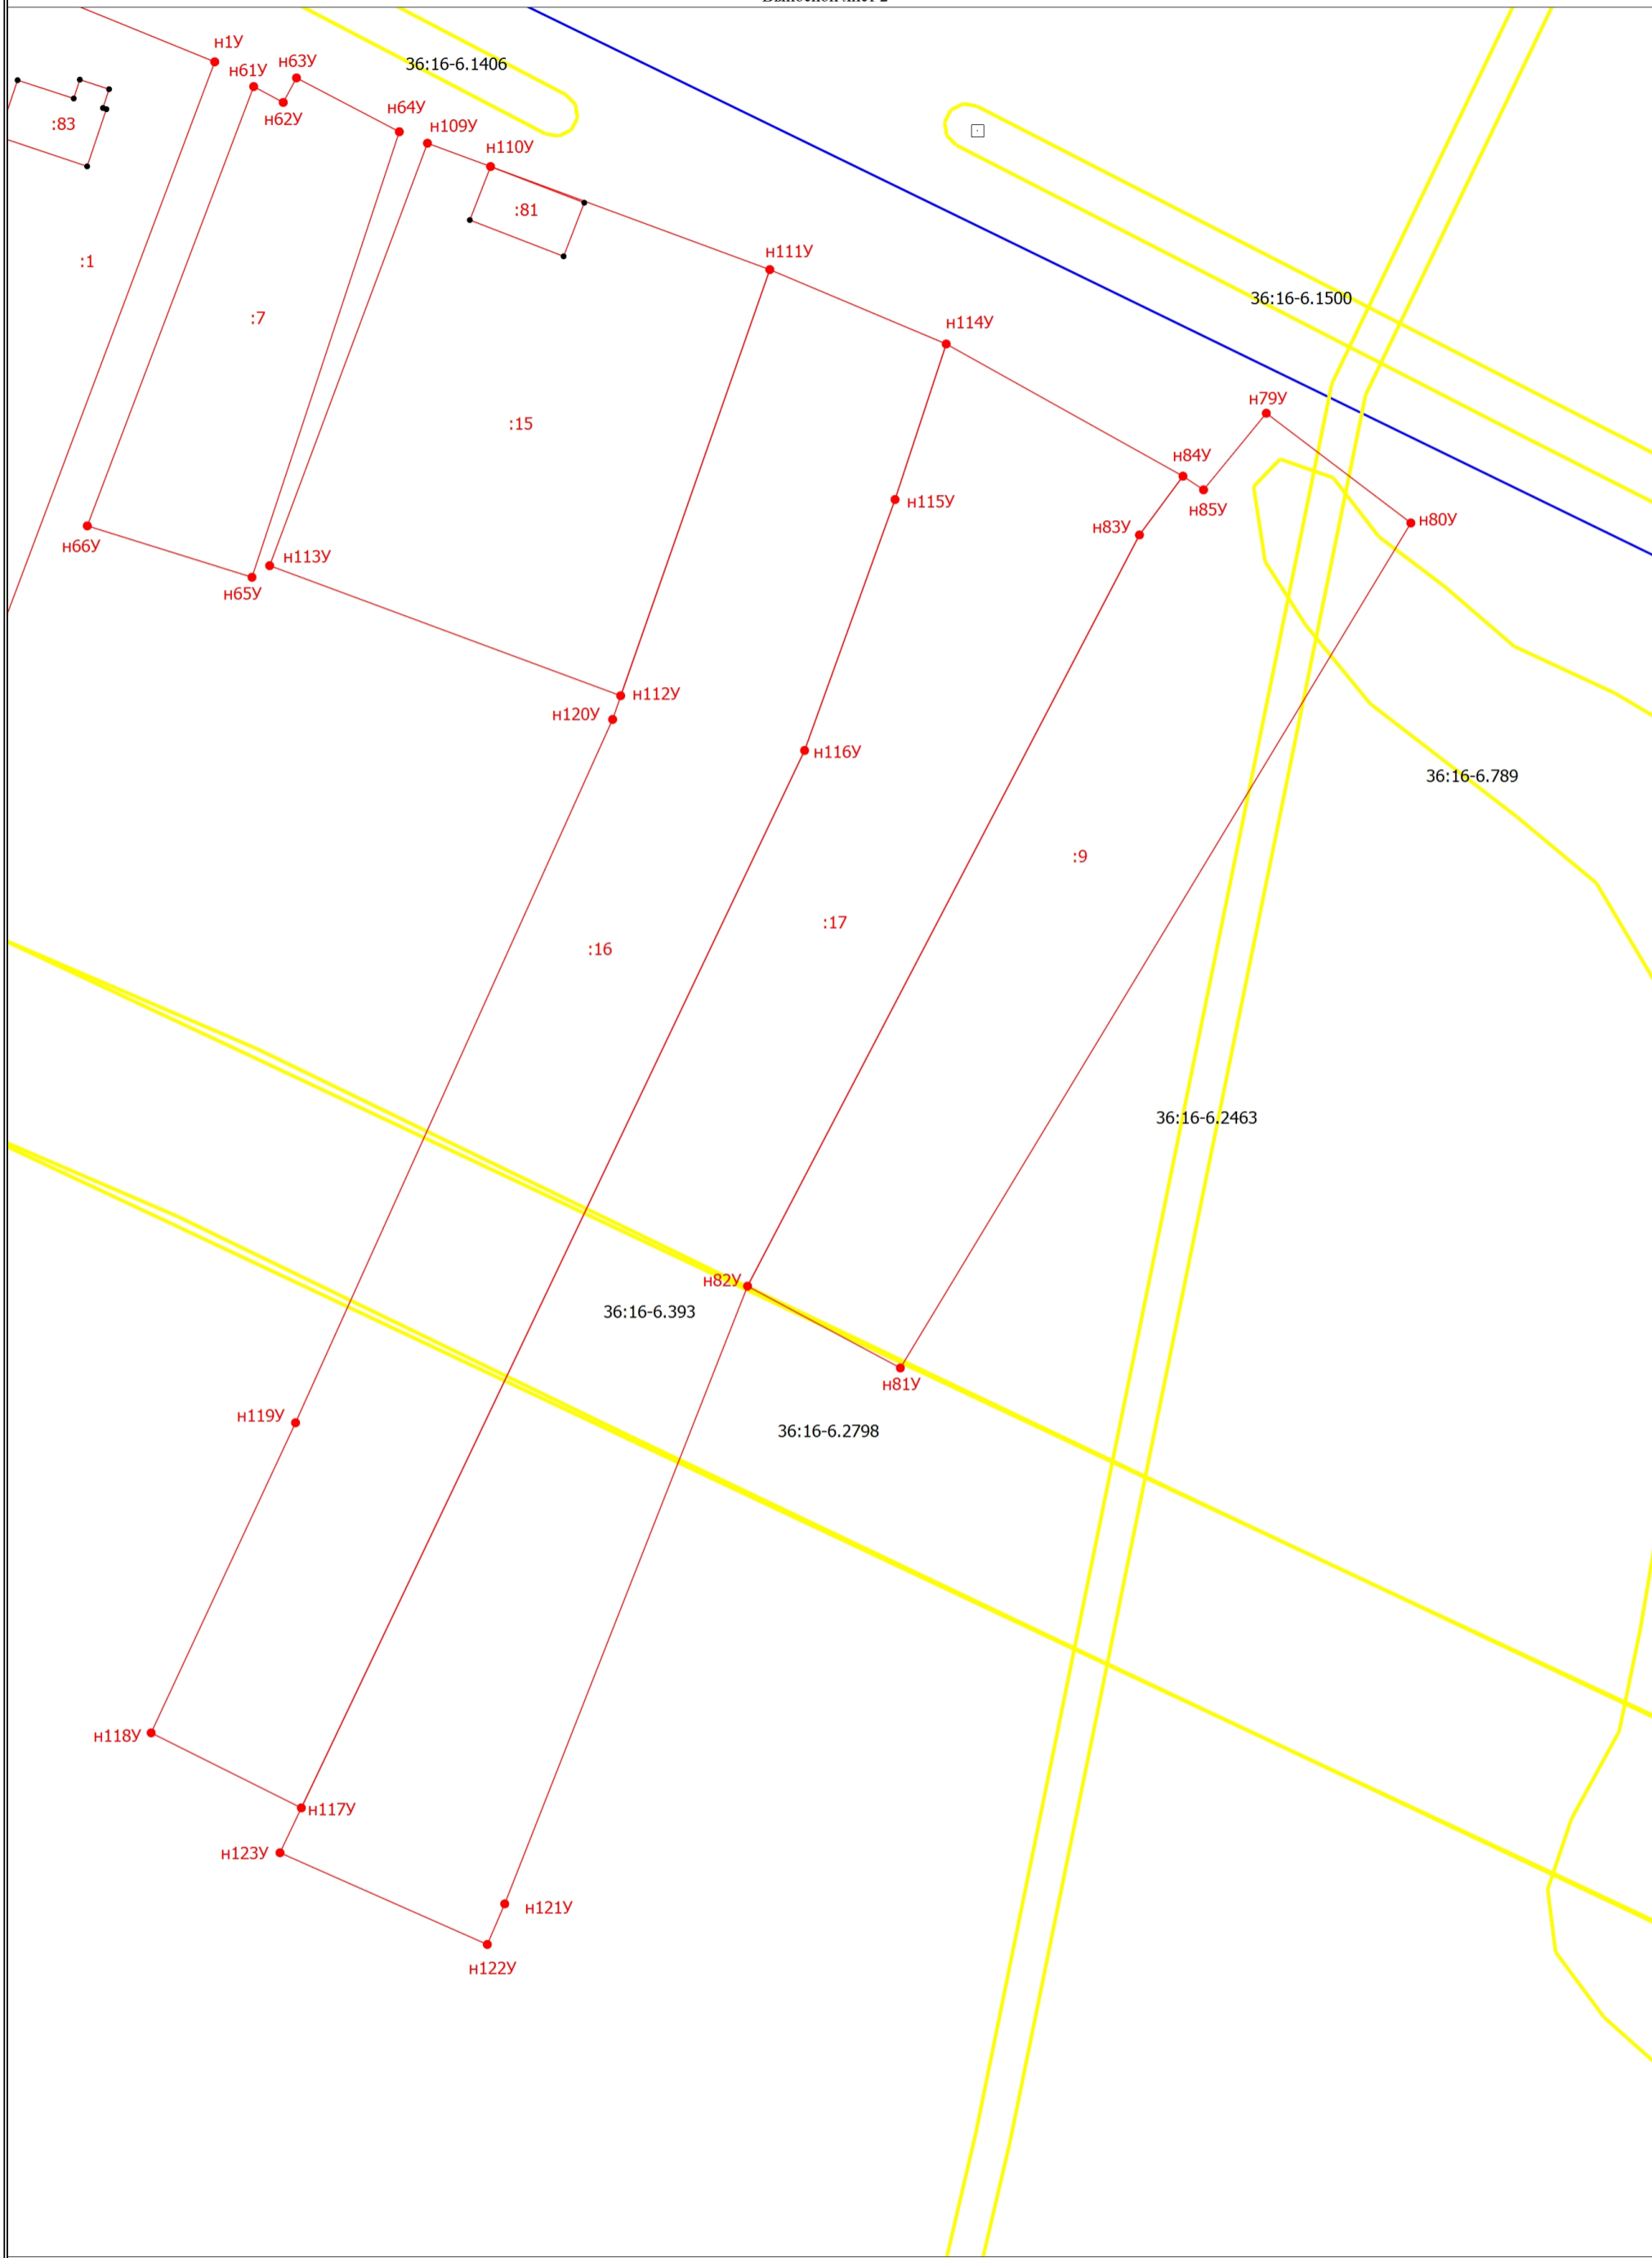 Выносной лист 2
н1У
36:16-6.1406
н63У
н61У
н62У
:83
н64У
н109У
н110У
:81
:1
н111У
:7
36:16-6.1500
н114У
н79У
:15
н84У
н115У
н85У
н80У
н83У
н66У
н113У
н65У
н112У
н120У
н116У
36:16-6.789
:9
:17
:16
36:16-6.2463
н82У
36:16-6.393
н81У
н119У
36:16-6.2798
н118У
н117У
н123У
н121У
н122У